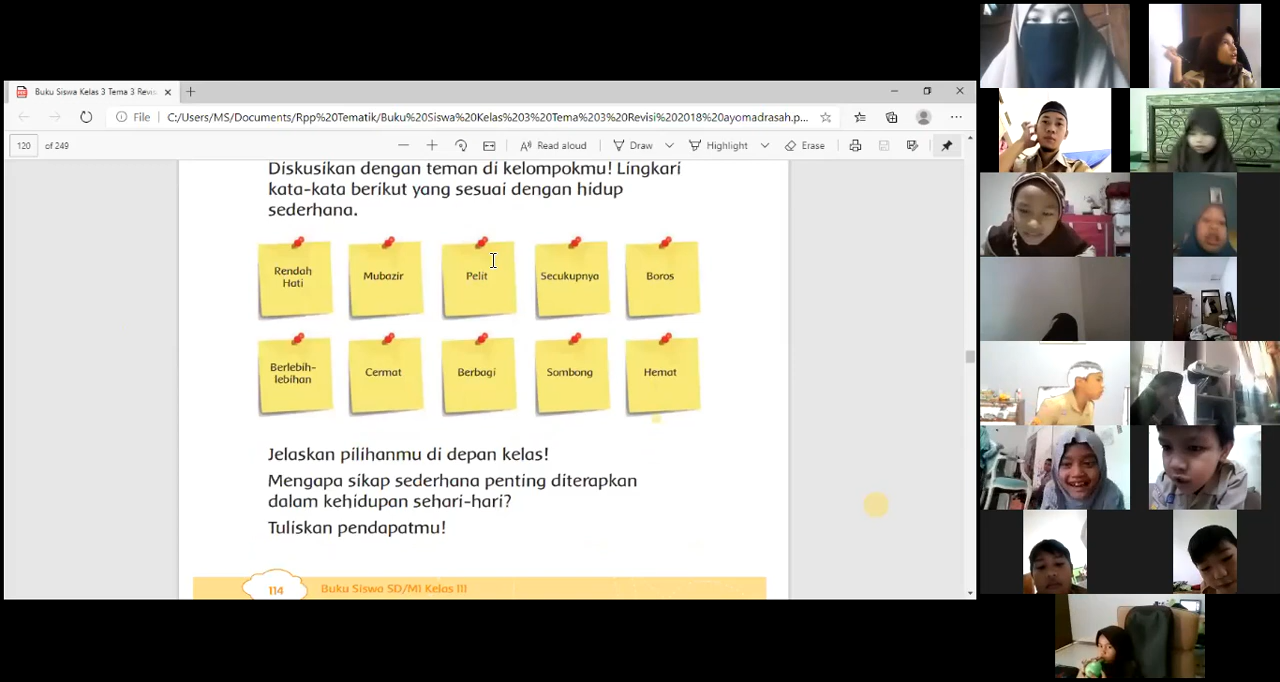 Buku Siswa Kelas 3 Tema 3 Revis
File
C:/Users/MS/Documents/Rpp%20Tematik/Buku%20Siswa%20Kelas%203%20Tema%203%20Revisi%202018%20ayomadrasah.p...
120 of 249
Read aloud
Draw
Highlight
Erase
Diskusikan dengan teman di kelompokmu! Lingkari
kata-kata berikut yang sesuai dengan hidup
sederhana.
Rendah
Hati
Mubazir
Pelit
Secukupnya
Boros
Berlebih-
lebihan
Cermat
Berbagi
Sombong
Hemat
Jelaskan pilihanmu di depan kelas!
Mengapa sikap sederhana penting diterapkan
dalam kehidupan sehari-hari?
Tuliskan pendapatmu!
114
Buku Siswa SD/MI Kelas III